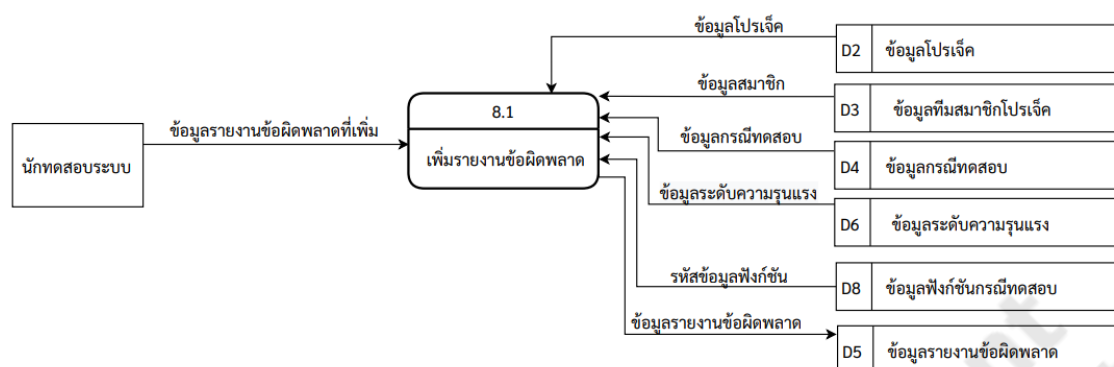 ข้อมูลโปรเจ็ค
D2 ข้อมูลโปรเจ็ค
ข้อมูลสมาชิก
D3 ข้อมูลทีมสมาชิกโปรเจ็ค
8.1
ข้อมูลรายงานข้อผิดพลาดที่เพิ่ม
ข้อมูลกรณีทดสอบ
นักทดสอบระบบ
เพิ่มรายงานข้อผิดพลาด
D4 ข้อมูลกรณีทดสอบ
ข้อมูลระดับความรุนแรง
D6 ข้อมูลระดับความรุนแรง
รหัสข้อมูลฟังก์ชัน
D8 ข้อมูลฟังก์ชันกรณีทดสอบ
ข้อมูลรายงานข้อผิดพลาด
D5 ข้อมูลรายงานข้อผิดพลาด